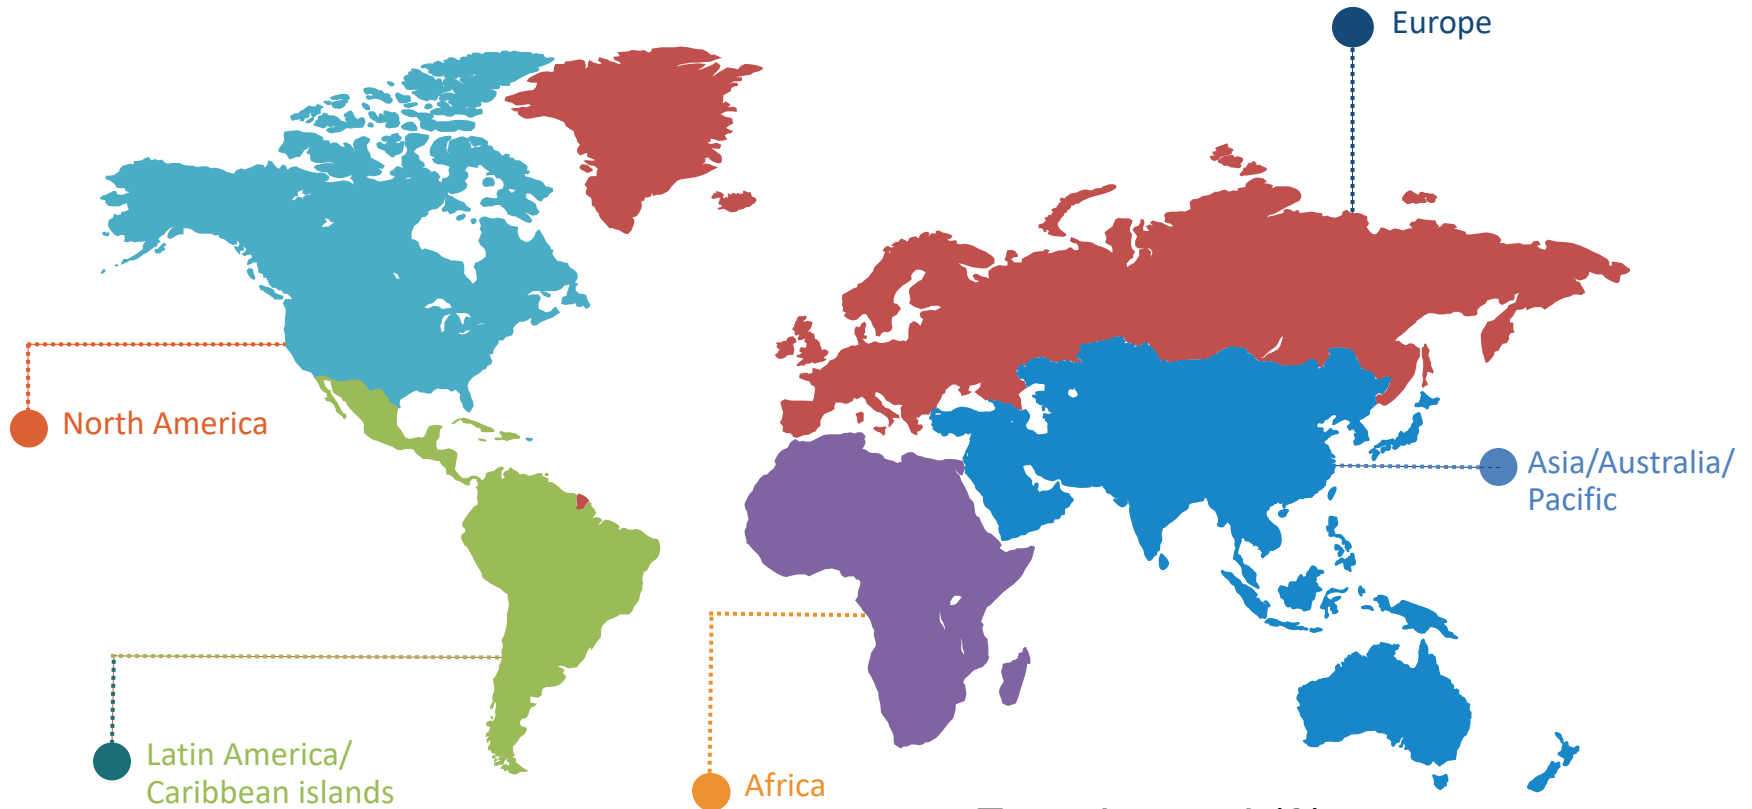 Europe
North America
Asia/Australia/
Pacific
Latin America/
Caribbean islands
Africa